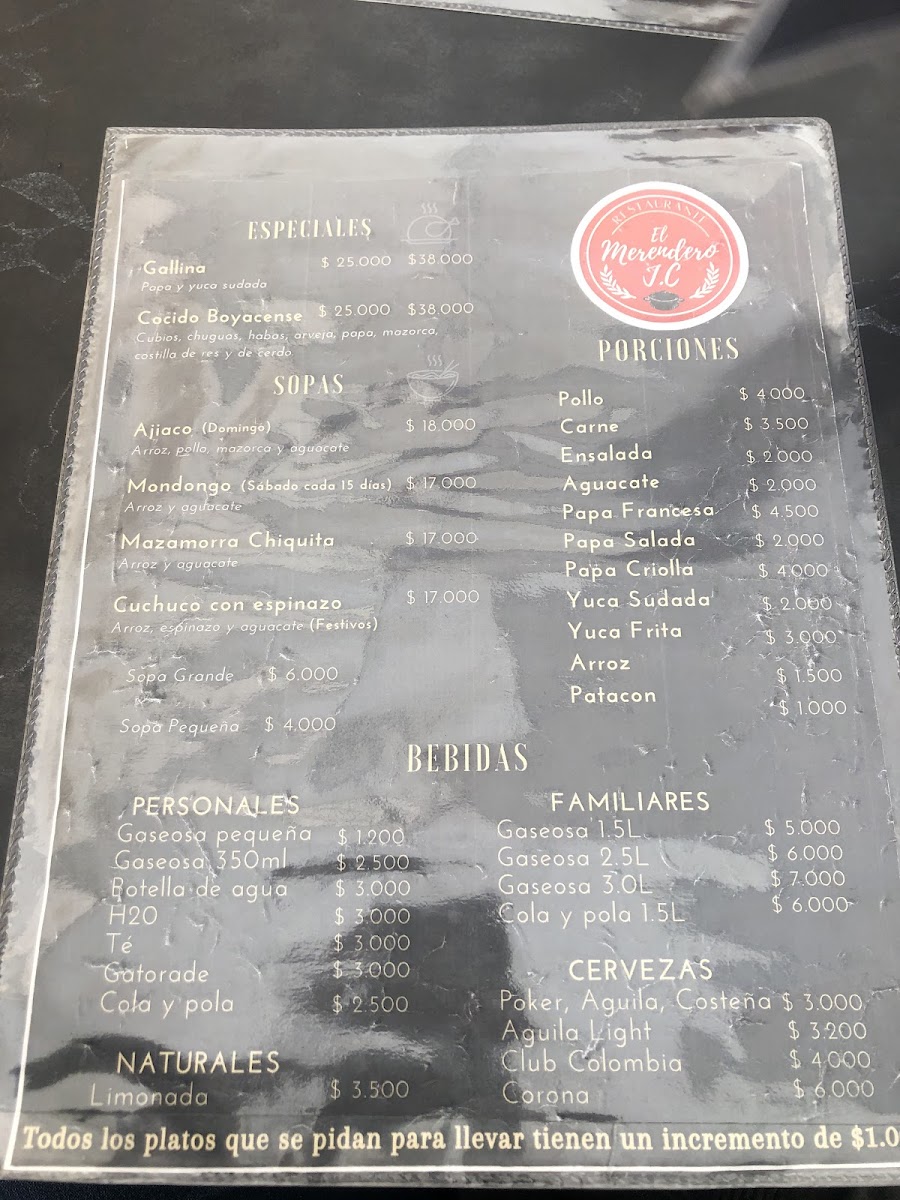 ESPECIALES
Gallina $ 25.000 $38.000
Papa y yuca sudada
Cocido Boyacense $ 25.000 $38.000
Cubios, chuguas, habas, arveja, papa, mazorca,
costilla de res y de cerdo
SOPAS
Ajiaco (Domingo) $ 18.000
Arroz, pollo, mazorca y aguacate
Mondongo (Sábado cada 15 días) $ 17.000
Arroz y aguacate
Mazamorra Chiquita $ 17.000
Arroz y aguacate
Cuchuco con espinazo $ 17.000
Arroz, espinazo y aguacate (Festivos)
Sopa Grande $ 6.000
Sopa Pequeña $ 4.000
RESTAURANTE
El
Merendero
J.C
PORCIONES
Pollo $ 4.000
Carne $ 3.500
Ensalada $ 2.000
Aguacate $ 2.000
Papa Francesa $ 4.500
Papa Salada $ 2.000
Papa Criolla $ 4.000
Yuca Sudada $ 2.000
Yuca Frita $ 3.000
Arroz $ 1.500
Patacon $ 1.000
BEBIDAS
PERSONALES
Gaseosa pequeña $ 1.200
Gaseosa 350ml $ 2.500
Botella de agua $ 3.000
H20 $ 3.000
Té $ 3.000
Gatorade $ 3.000
Cola y pola $ 2.500
NATURALES
Limonada $ 3.500
FAMILIARES
Gaseosa 1.5L $ 5.000
Gaseosa 2.5L $ 6.000
Gaseosa 3.0L $ 7.000
Cola y pola 1.5L $ 6.000
CERVEZAS
Poker, Aguila, Costeña $ 3.000
Aguila Light $ 3.200
Club Colombia $ 4.000
Corona $ 6.000
Todos los platos que se pidan para llevar tienen un incremento de $1.0